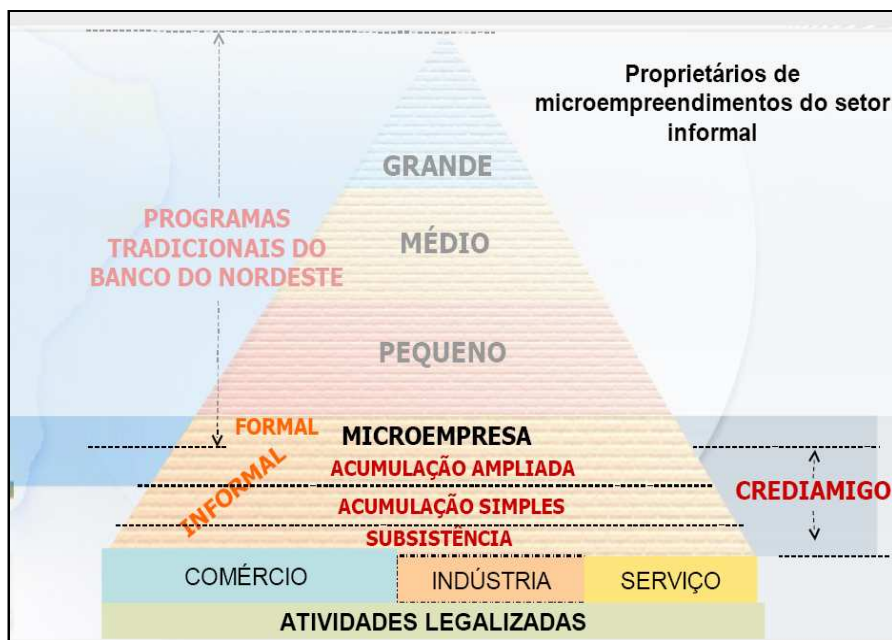 Proprietários de
microempreendimentos do setor
informal
GRANDE
PROGRAMAS
TRADICIONAIS DO
BANCO DO NORDESTE
MÉDIO
PEQUENO
FORMAL
MICROEMPRESA
INFORMAL
ACUMULAÇÃO AMPLIADA
ACUMULAÇÃO SIMPLES
SUBSISTÊNCIA
CREDIAMIGO
COMÉRCIO
INDÚSTRIA
SERVIÇO
ATIVIDADES LEGALIZADAS